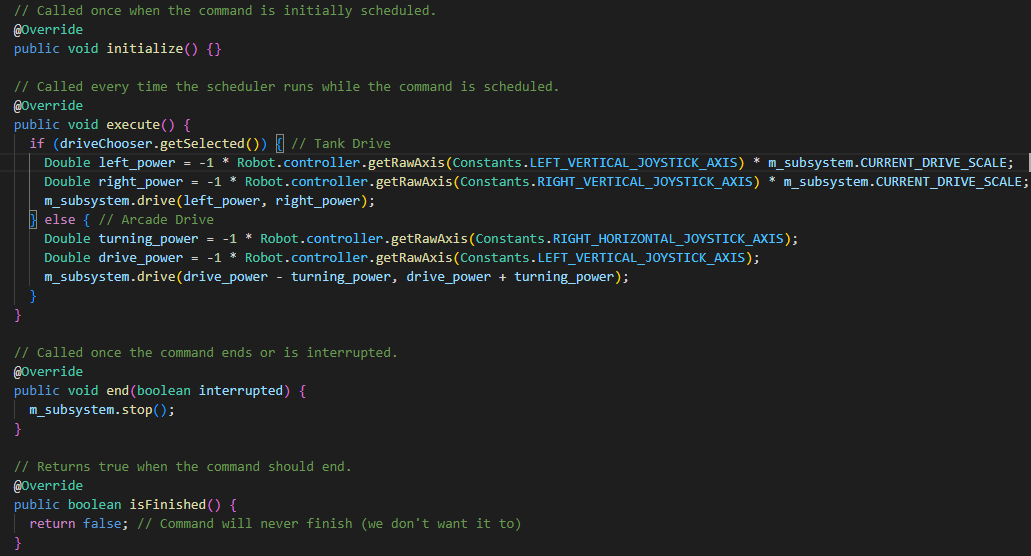 // Called once when the command is initially scheduled.
@Override
public void initialize() {}

// Called every time the scheduler runs while the command is scheduled.
@Override
public void execute() {
  if (driveChooser.getSelected()) { // Tank Drive
    Double left_power = -1 * Robot.controller.getRawAxis(Constants.LEFT_VERTICAL_JOYSTICK_AXIS) * m_subsystem.CURRENT_DRIVE_SCALE;
    Double right_power = -1 * Robot.controller.getRawAxis(Constants.RIGHT_VERTICAL_JOYSTICK_AXIS) * m_subsystem.CURRENT_DRIVE_SCALE;
    m_subsystem.drive(left_power, right_power);
  } else { // Arcade Drive
    Double turning_power = -1 * Robot.controller.getRawAxis(Constants.RIGHT_HORIZONTAL_JOYSTICK_AXIS);
    Double drive_power = -1 * Robot.controller.getRawAxis(Constants.LEFT_VERTICAL_JOYSTICK_AXIS);
    m_subsystem.drive(drive_power - turning_power, drive_power + turning_power);
  }
}

// Called once the command ends or is interrupted.
@Override
public void end(boolean interrupted) {
  m_subsystem.stop();
}

// Returns true when the command should end.
@Override
public boolean isFinished() {
  return false; // Command will never finish (we don't want it to)
}